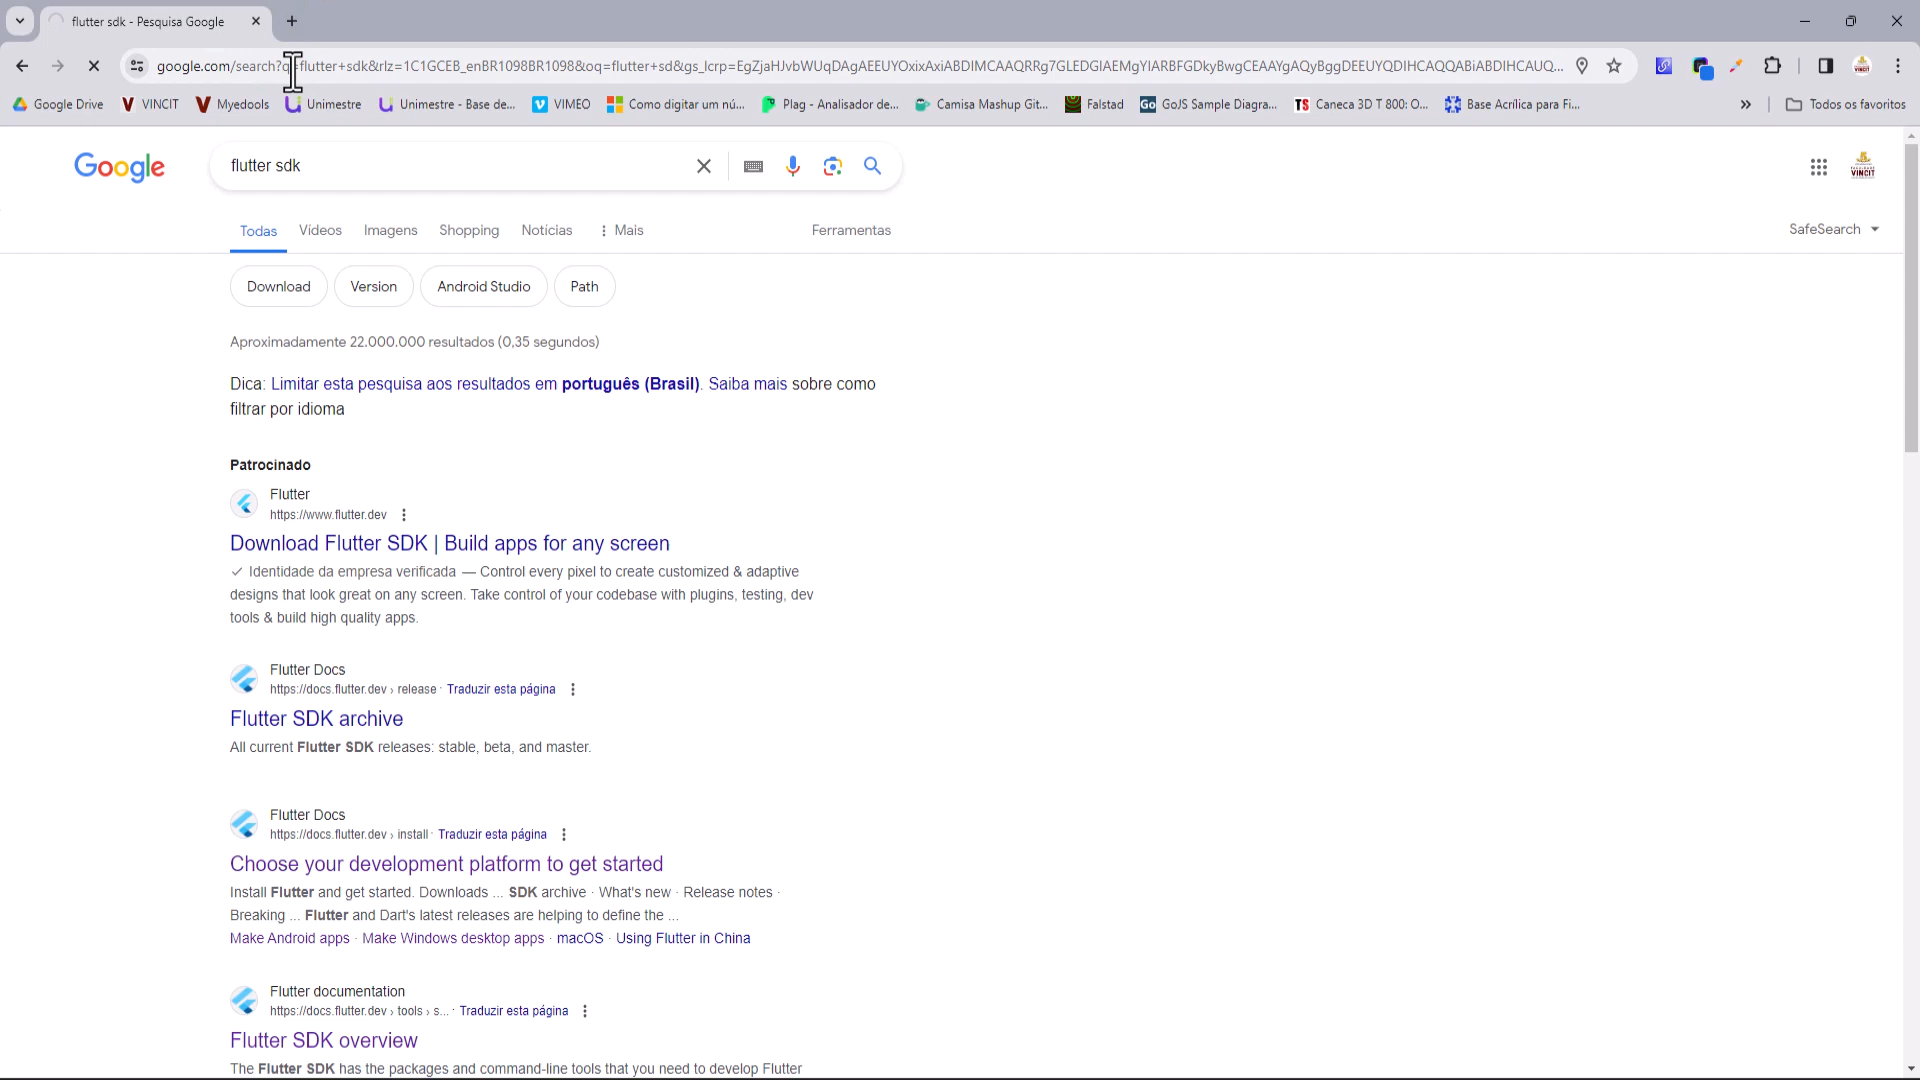 flutter sdk - Pesquisa Google
google.com/search?q=flutter+sdk&rlz=1C1GCEB_enBR1098BR1098&oq=flutter+sd&gs_lcrp=EgZjaHJvbWUqDAgAEEUYOxixAxiABDIMCAAQRRg7GLEDGIAEMgYIARBFGDkyBwgCEAAYgAQyBggDEEUYQDIHCAQQABiABDIHCAUQ...
Google Drive VINCIT Myedools Unimestre Unimestre - Base de... VIMEO Como digitar um nú... Plag - Analisador de... Camisa Mashup Git... Falstad GoJS Sample Diagra... Caneca 3D T 800: O... Base Acrílica para Fi... » Todos os favoritos
Google flutter sdk VINCIT
Todas Vídeos Imagens Shopping Notícias Mais Ferramentas SafeSearch
Download Version Android Studio Path
Aproximadamente 22.000.000 resultados (0,35 segundos)
Dica: Limitar esta pesquisa aos resultados em português (Brasil). Saiba mais sobre como
filtrar por idioma
Patrocinado
Flutter
https://www.flutter.dev
Download Flutter SDK | Build apps for any screen
✓ Identidade da empresa verificada — Control every pixel to create customized & adaptive
designs that look great on any screen. Take control of your codebase with plugins, testing, dev
tools & build high quality apps.
Flutter Docs
https://docs.flutter.dev › release · Traduzir esta página
Flutter SDK archive
All current Flutter SDK releases: stable, beta, and master.
Flutter Docs
https://docs.flutter.dev › install · Traduzir esta página
Choose your development platform to get started
Install Flutter and get started. Downloads ... SDK archive · What's new · Release notes ·
Breaking ... Flutter and Dart's latest releases are helping to define the ...
Make Android apps · Make Windows desktop apps · macOS · Using Flutter in China
Flutter documentation
https://docs.flutter.dev › tools › s... · Traduzir esta página
Flutter SDK overview
The Flutter SDK has the packages and command-line tools that you need to develop Flutter